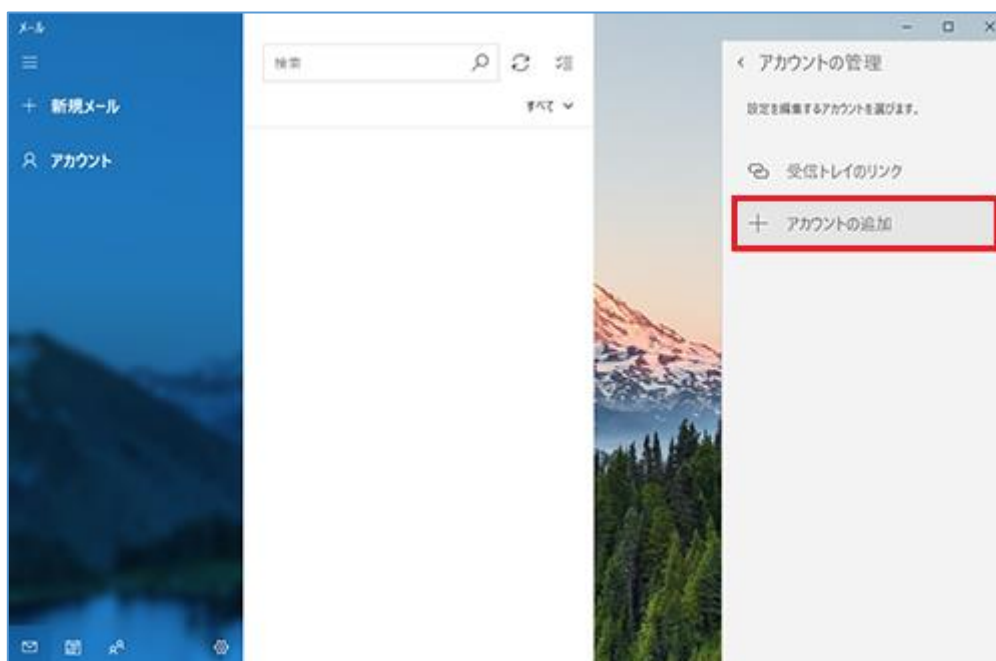 メール
新規メール
アカウント
検索
すべて
アカウントの管理
設定を編集するアカウントを選びます。
受信トレイのリンク
アカウントの追加